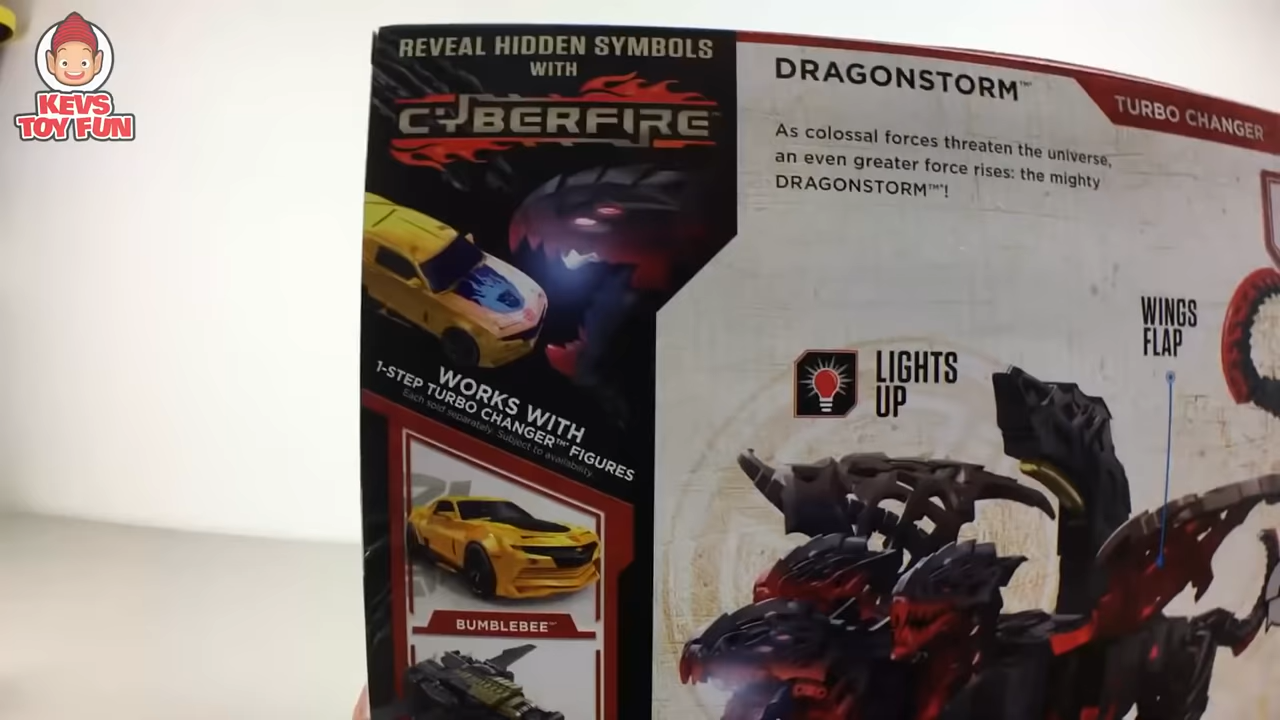 KEVS
TOY FUN
REVEAL HIDDEN SYMBOLS
WITH
CYBERFIRE™
WORKS WITH
1-STEP TURBO CHANGER™ FIGURES
Each sold separately. Subject to availability.
BUMBLEBEE™
DRAGONSTORM™
TURBO CHANGER
As colossal forces threaten the universe,
an even greater force rises: the mighty
DRAGONSTORM™!
LIGHTS
UP
WINGS
FLAP